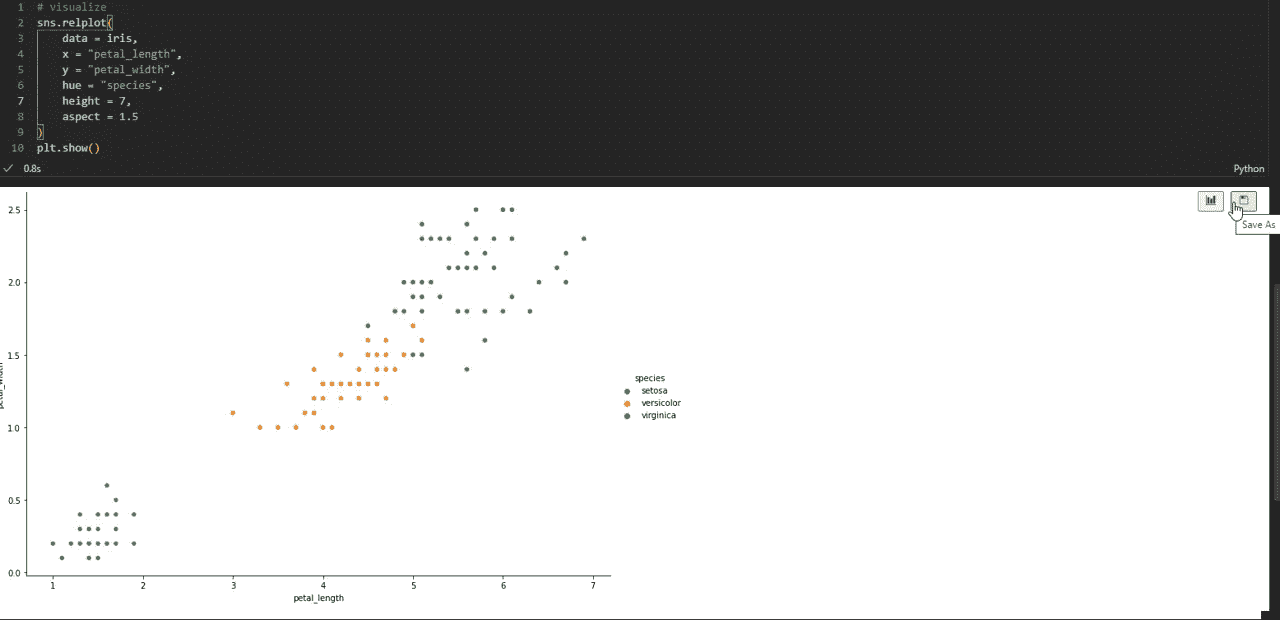 1 # visualize
2 sns.relplot(
3 data = iris,
4 x = "petal_length",
5 y = "petal_width",
6 hue = "species",
7 height = 7,
8 aspect = 1.5
9 )
10 plt.show()
0.8s
Python
Save As
2.5
2.0
1.5
1.0
0.5
0.0
petal_width
species
setosa
versicolor
virginica
1 2 3 4 5 6 7
petal_length